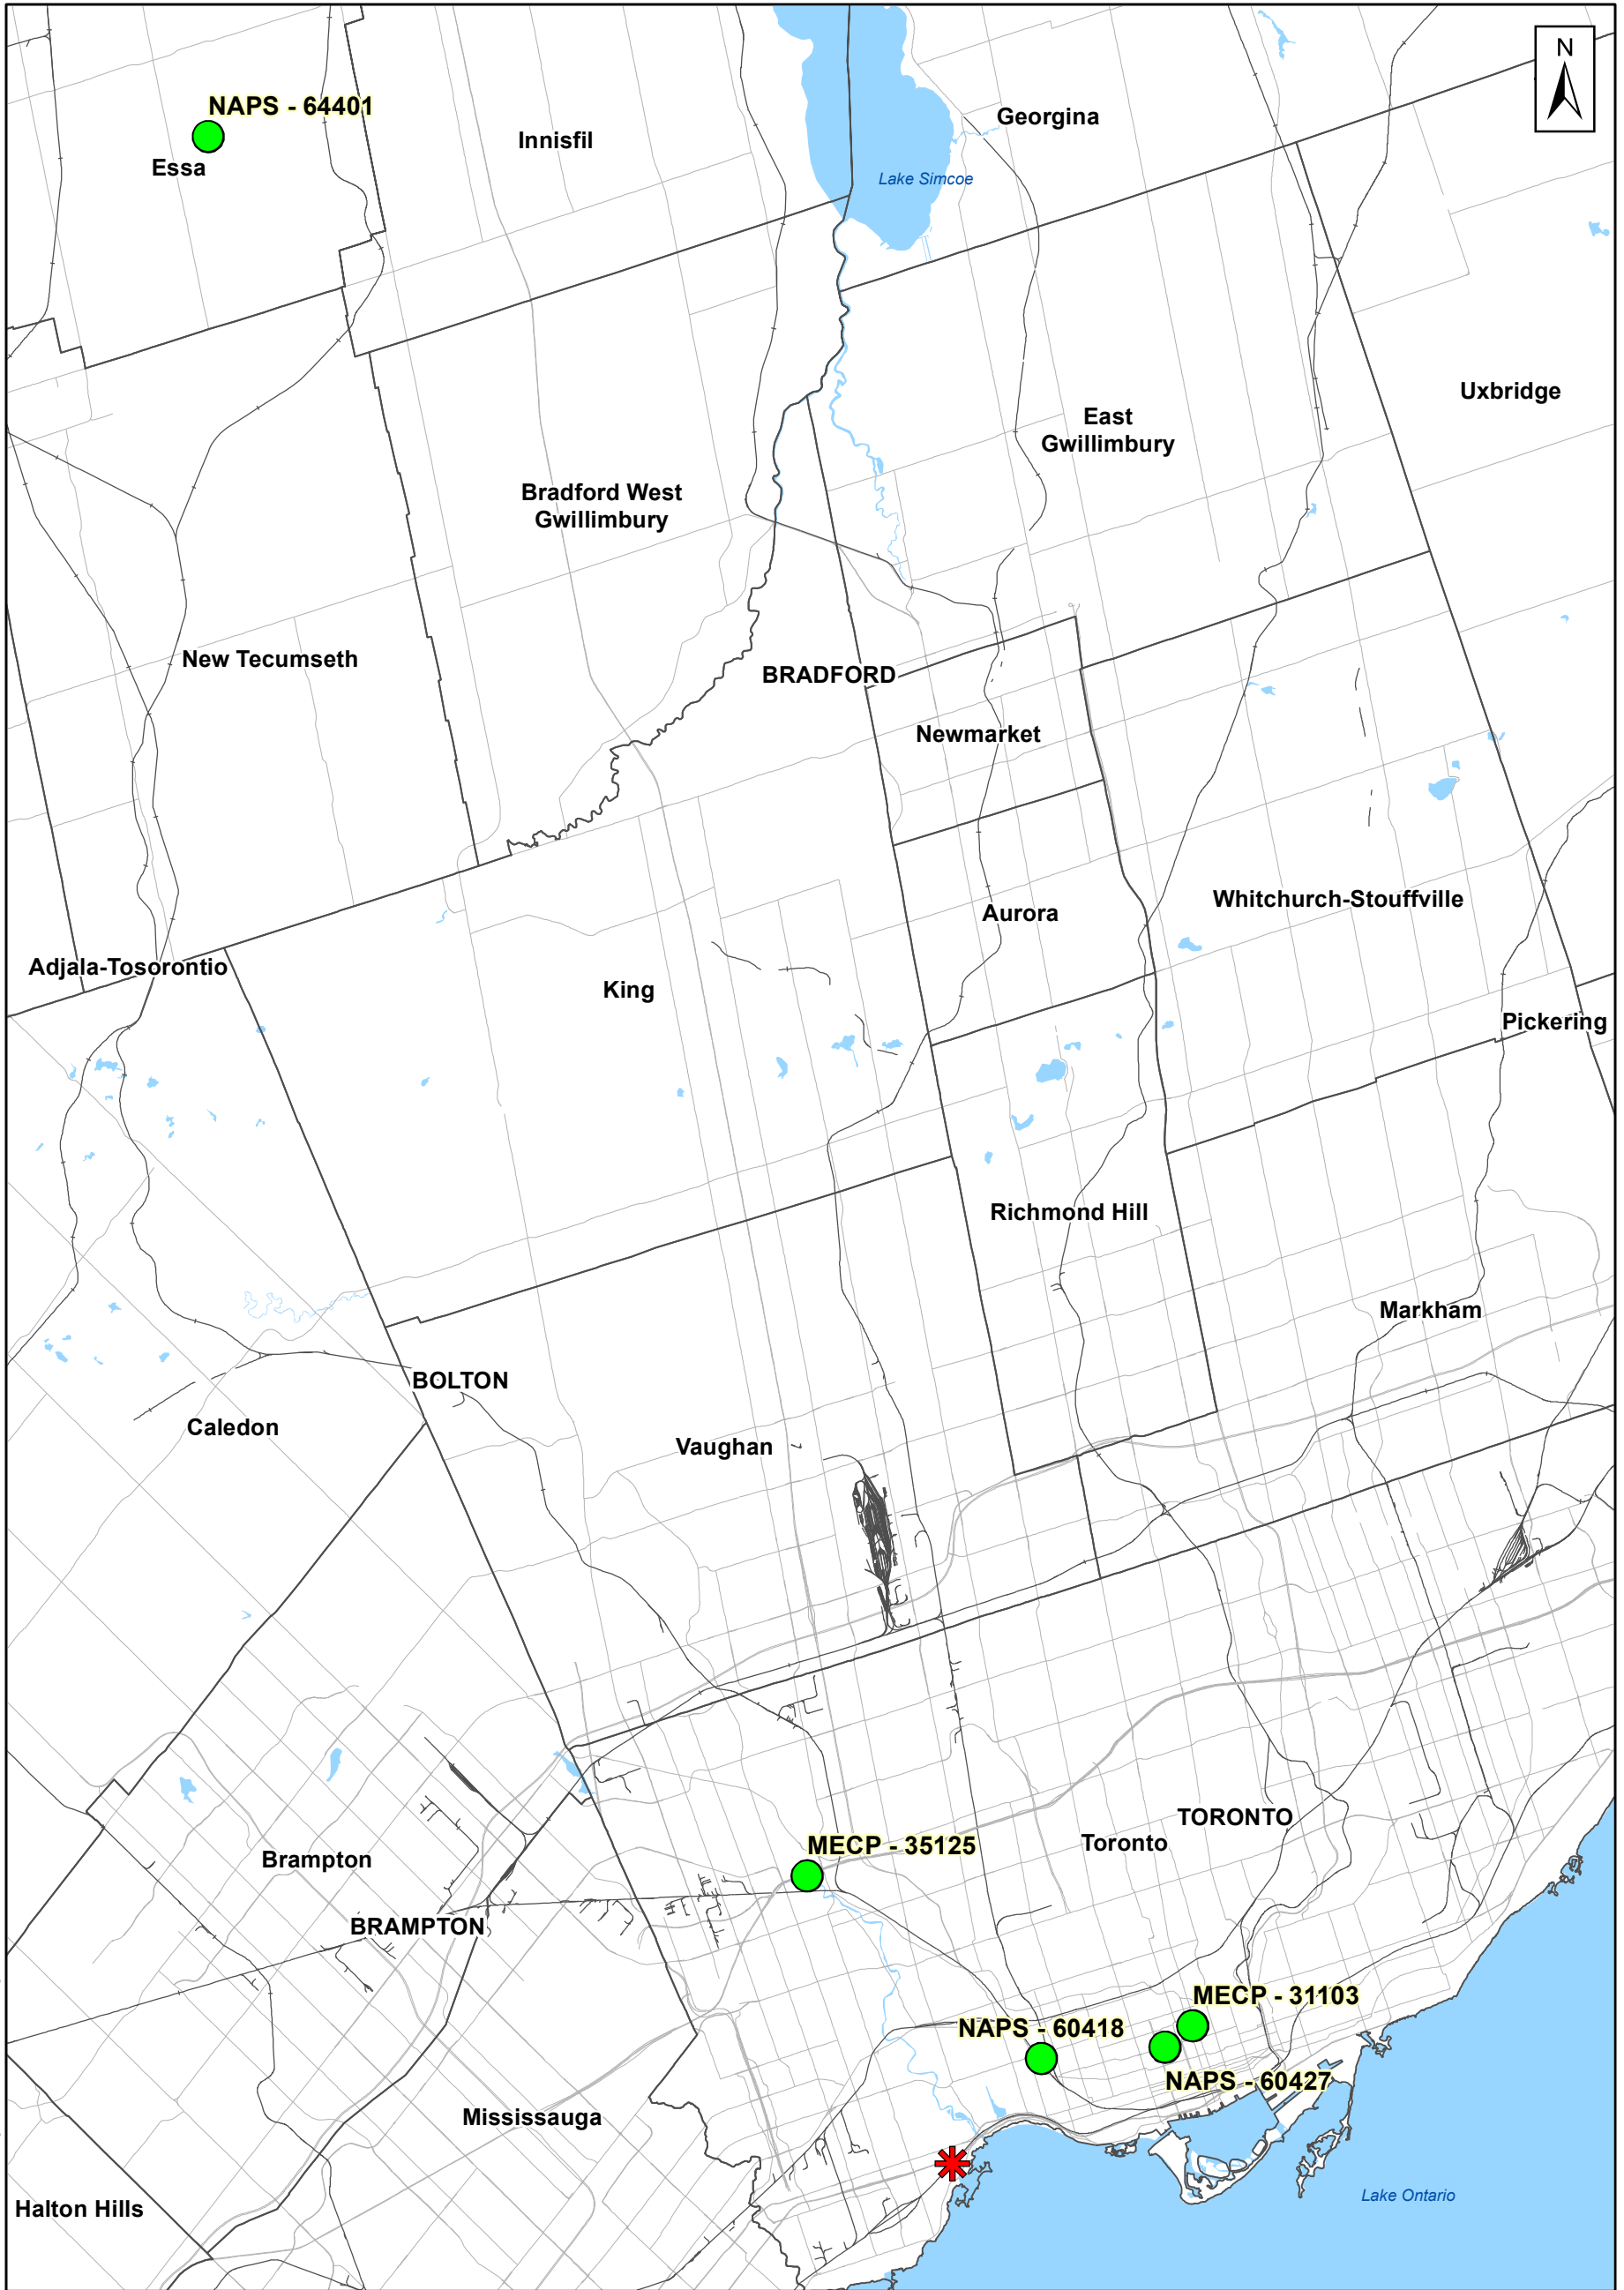 N
NAPS - 64401
Essa
Innisfil
Georgina
Lake Simcoe
Uxbridge
East
Gwillimbury
Bradford West
Gwillimbury
New Tecumseth
BRADFORD
Newmarket
Whitchurch-Stouffville
Aurora
Adjala-Tosorontio
King
Pickering
Richmond Hill
Markham
BOLTON
Caledon
Vaughan
TORONTO
Toronto
MECP - 35125
Brampton
BRAMPTON
MECP - 31103
NAPS - 60418
NAPS - 60427
Mississauga
Halton Hills
Lake Ontario